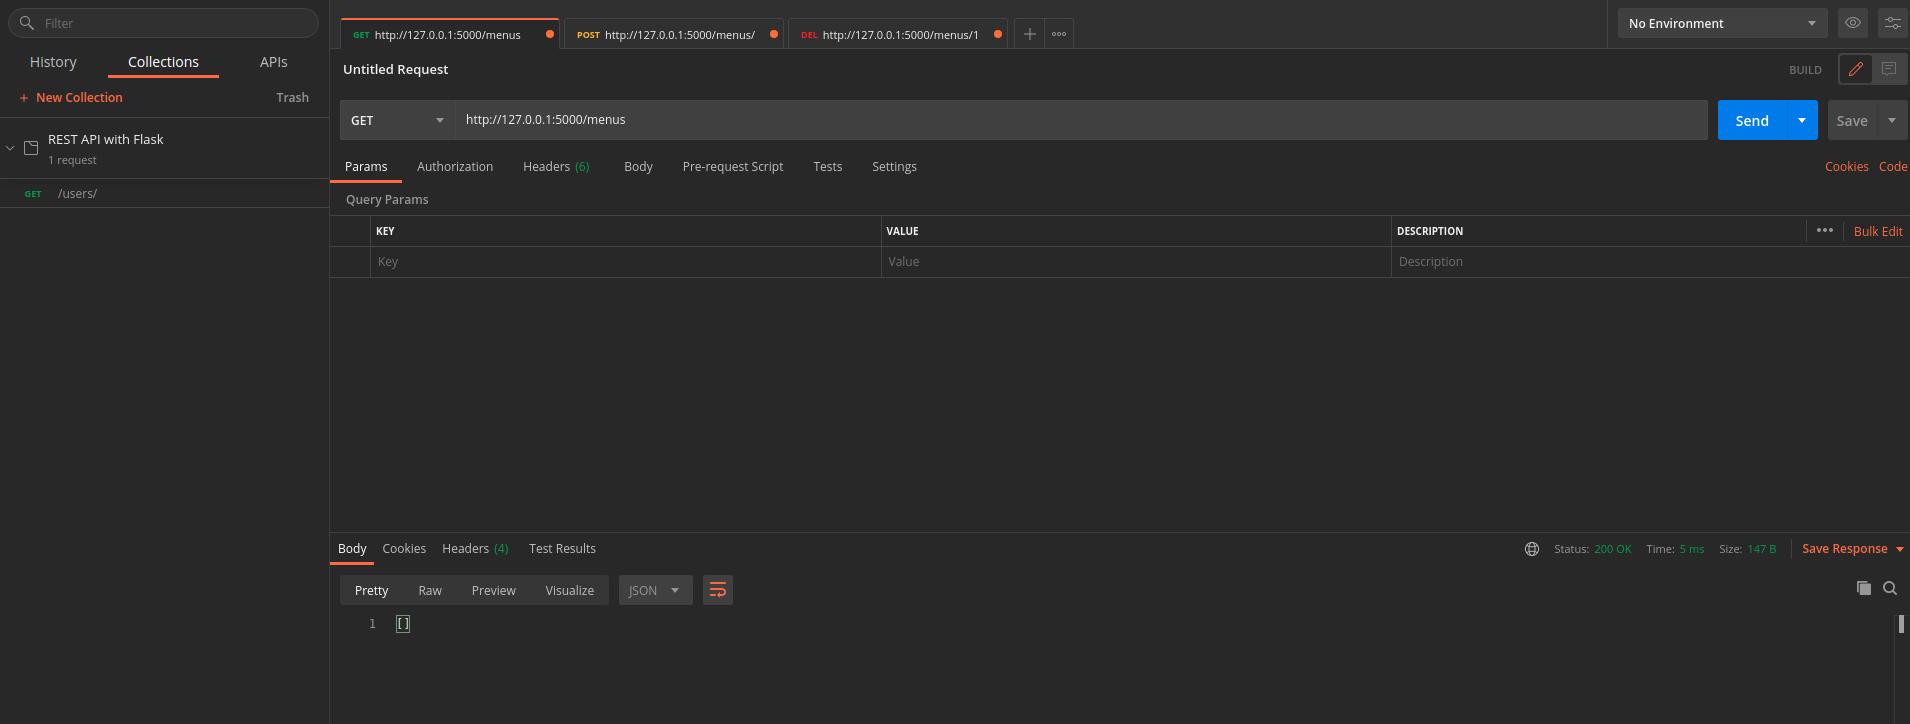 Filter
History Collections APIs
+ New Collection Trash
REST API with Flask
1 request
GET /users/
GET http://127.0.0.1:5000/menus POST http://127.0.0.1:5000/menus/ DEL http://127.0.0.1:5000/menus/1
No Environment
Untitled Request
BUILD
GET http://127.0.0.1:5000/menus Send Save
Params Authorization Headers (6) Body Pre-request Script Tests Settings Cookies Code
Query Params
KEY VALUE DESCRIPTION ••• Bulk Edit
Key Value Description
Body Cookies Headers (4) Test Results Status: 200 OK Time: 5 ms Size: 147 B Save Response
Pretty Raw Preview Visualize JSON
1 []